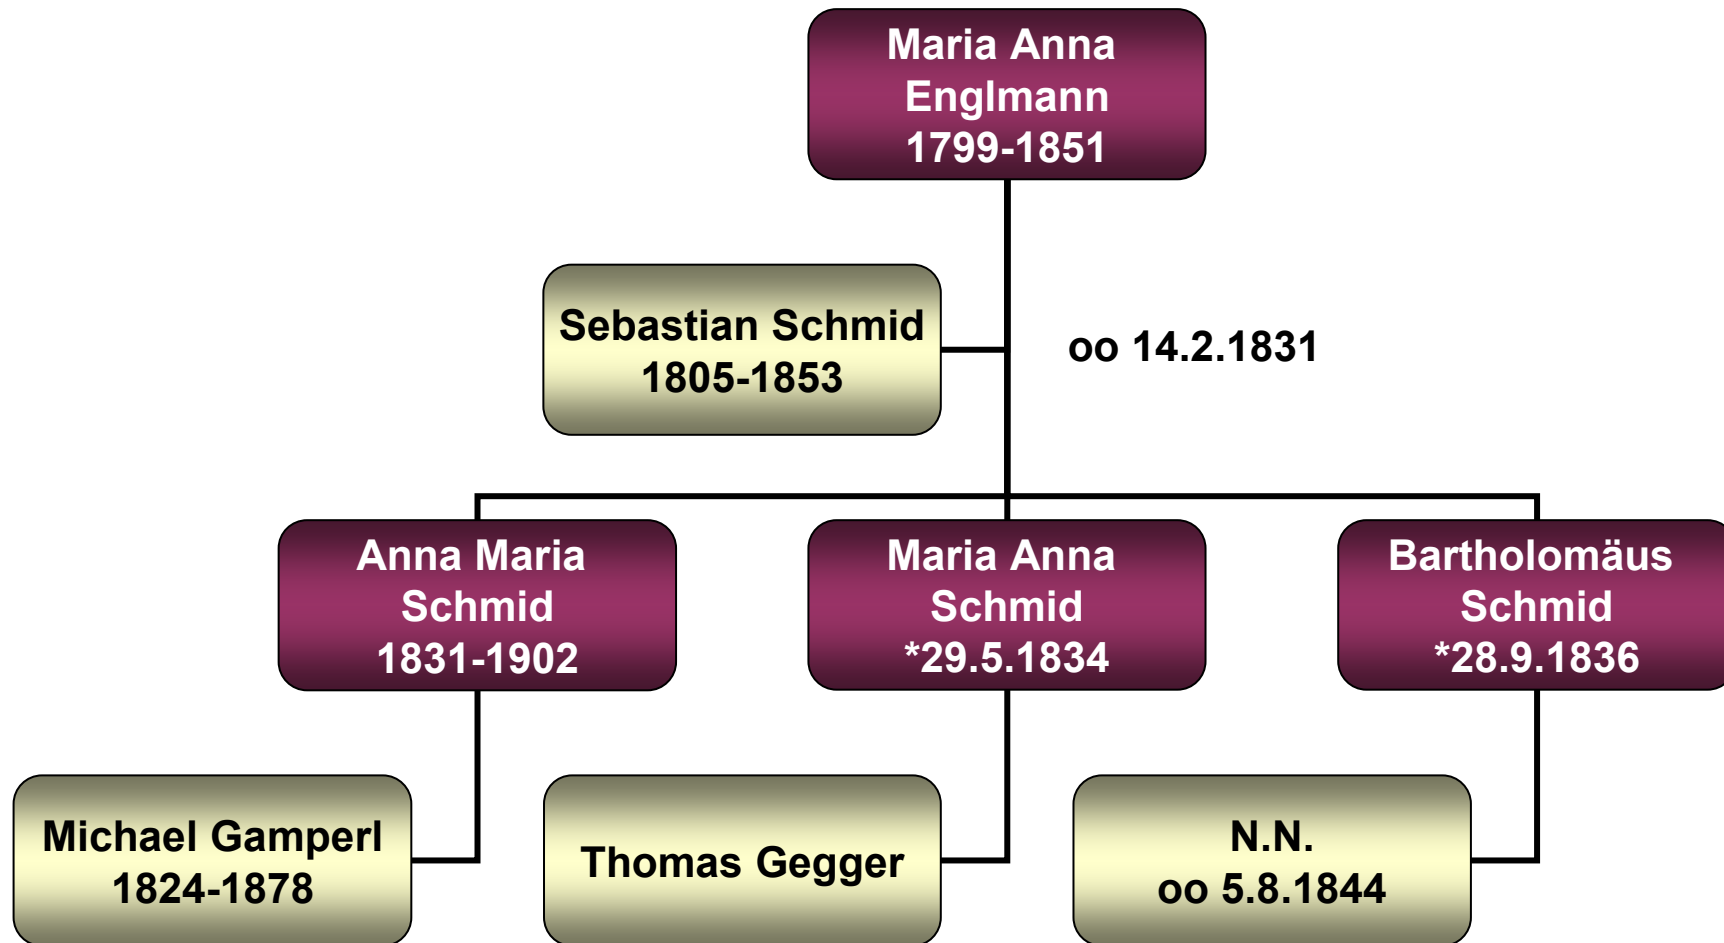 Maria Anna
Englmann
1799-1851
Sebastian Schmid
1805-1853
oo 14.2.1831
Anna Maria
Schmid
1831-1902
Maria Anna
Schmid
*29.5.1834
Bartholomäus
Schmid
*28.9.1836
Michael Gamperl
1824-1878
Thomas Gegger
N.N.
oo 5.8.1844